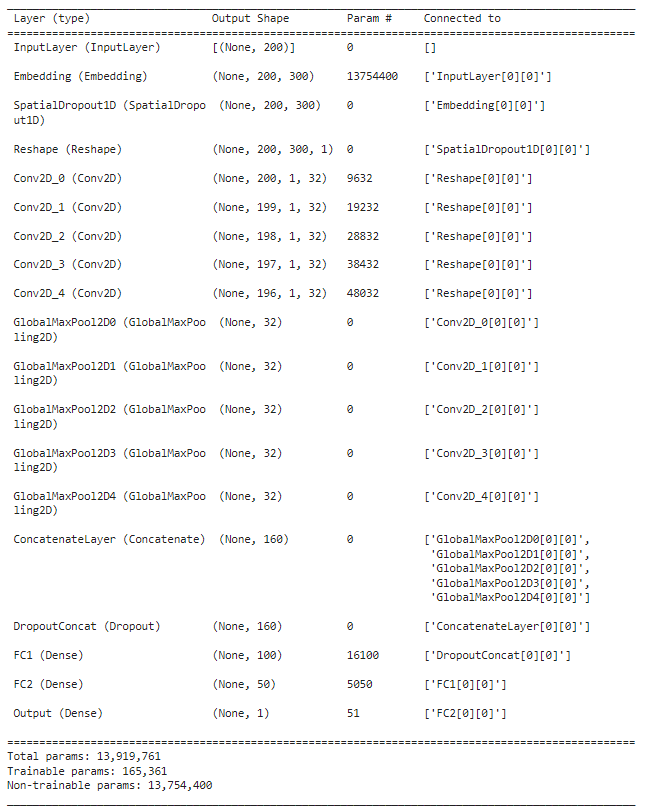 Layer (type) Output Shape Param # Connected to
==================================================================================================
InputLayer (InputLayer) [(None, 200)] 0 []
Embedding (Embedding) (None, 200, 300) 13754400 ['InputLayer[0][0]']
SpatialDropout1D (SpatialDropo (None, 200, 300) 0 ['Embedding[0][0]']
ut1D)
Reshape (Reshape) (None, 200, 300, 1) 0 ['SpatialDropout1D[0][0]']
Conv2D_0 (Conv2D) (None, 200, 1, 32) 9632 ['Reshape[0][0]']
Conv2D_1 (Conv2D) (None, 199, 1, 32) 19232 ['Reshape[0][0]']
Conv2D_2 (Conv2D) (None, 198, 1, 32) 28832 ['Reshape[0][0]']
Conv2D_3 (Conv2D) (None, 197, 1, 32) 38432 ['Reshape[0][0]']
Conv2D_4 (Conv2D) (None, 196, 1, 32) 48032 ['Reshape[0][0]']
GlobalMaxPool2D0 (GlobalMaxPoo (None, 32) 0 ['Conv2D_0[0][0]']
ling2D)
GlobalMaxPool2D1 (GlobalMaxPoo (None, 32) 0 ['Conv2D_1[0][0]']
ling2D)
GlobalMaxPool2D2 (GlobalMaxPoo (None, 32) 0 ['Conv2D_2[0][0]']
ling2D)
GlobalMaxPool2D3 (GlobalMaxPoo (None, 32) 0 ['Conv2D_3[0][0]']
ling2D)
GlobalMaxPool2D4 (GlobalMaxPoo (None, 32) 0 ['Conv2D_4[0][0]']
ling2D)
ConcatenateLayer (Concatenate) (None, 160) 0 ['GlobalMaxPool2D0[0][0]',
'GlobalMaxPool2D1[0][0]',
'GlobalMaxPool2D2[0][0]',
'GlobalMaxPool2D3[0][0]',
'GlobalMaxPool2D4[0][0]']
DropoutConcat (Dropout) (None, 160) 0 ['ConcatenateLayer[0][0]']
FC1 (Dense) (None, 100) 16100 ['DropoutConcat[0][0]']
FC2 (Dense) (None, 50) 5050 ['FC1[0][0]']
Output (Dense) (None, 1) 51 ['FC2[0][0]']
==================================================================================================
Total params: 13,919,761
Trainable params: 165,361
Non-trainable params: 13,754,400